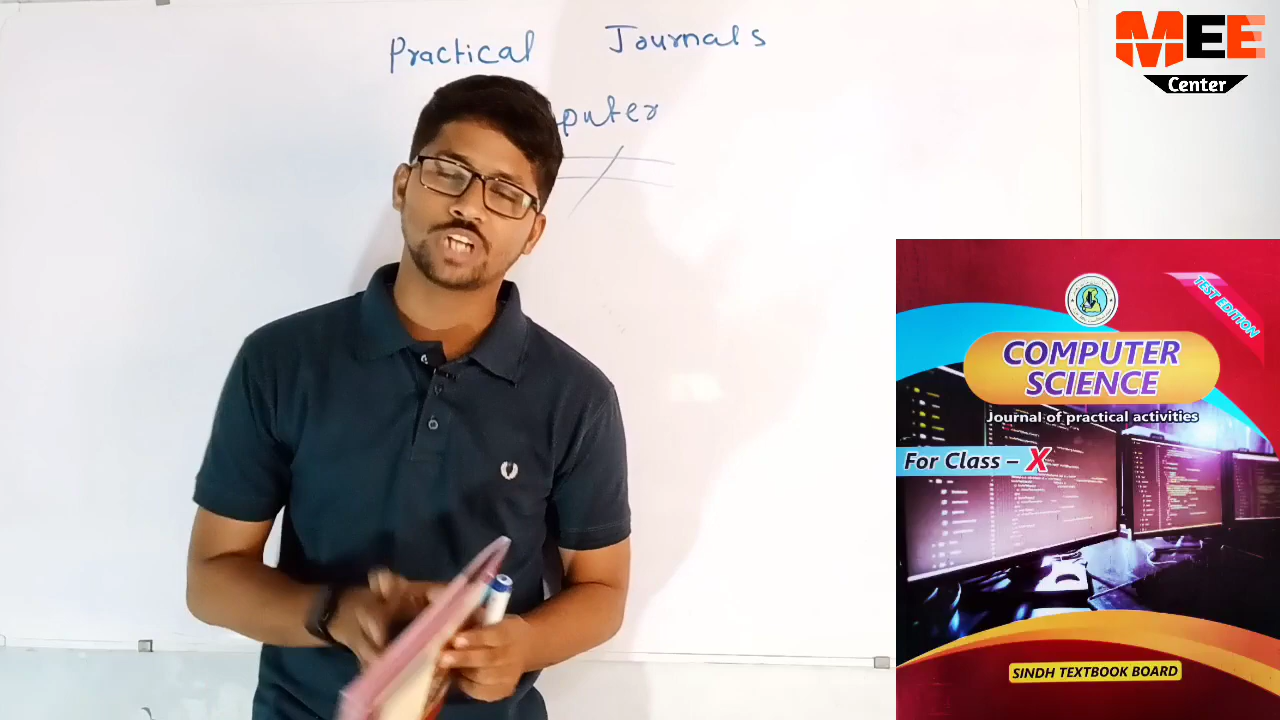 Practical Journals
puter
MEE
Center
TEST EDITION
COMPUTER
SCIENCE
Journal of practical activities
For Class – X
SINDH TEXTBOOK BOARD